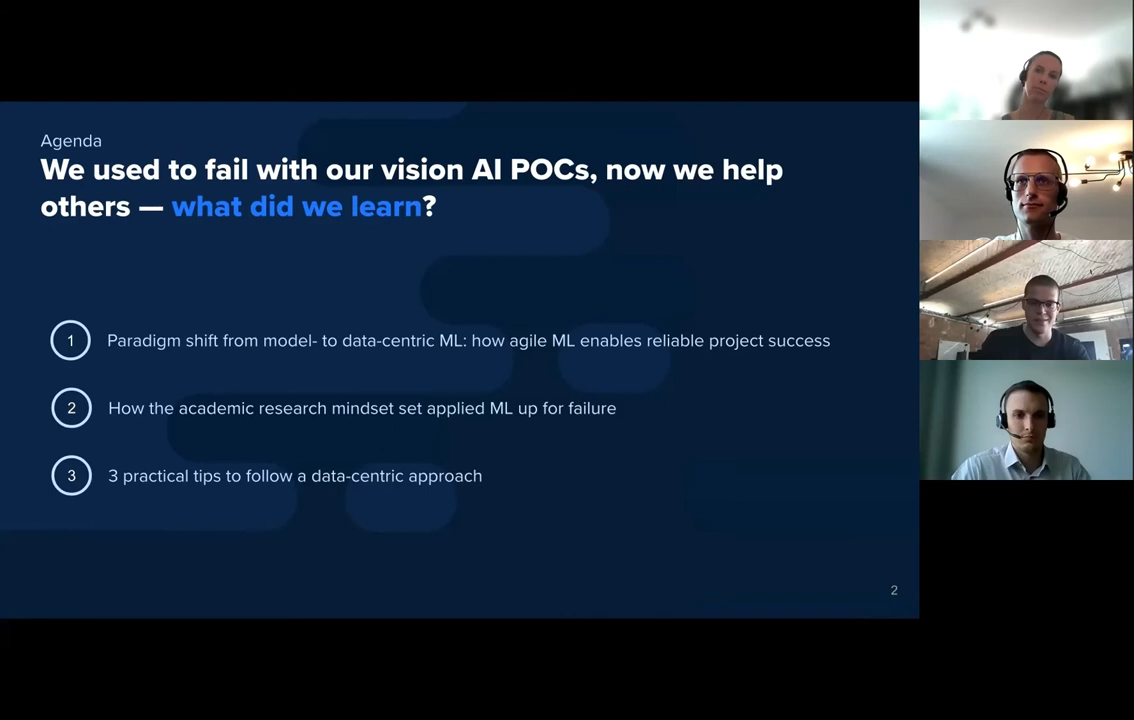 Agenda
We used to fail with our vision AI POCs, now we help
others — what did we learn?
1 Paradigm shift from model- to data-centric ML: how agile ML enables reliable project success
2 How the academic research mindset set applied ML up for failure
3 3 practical tips to follow a data-centric approach
2